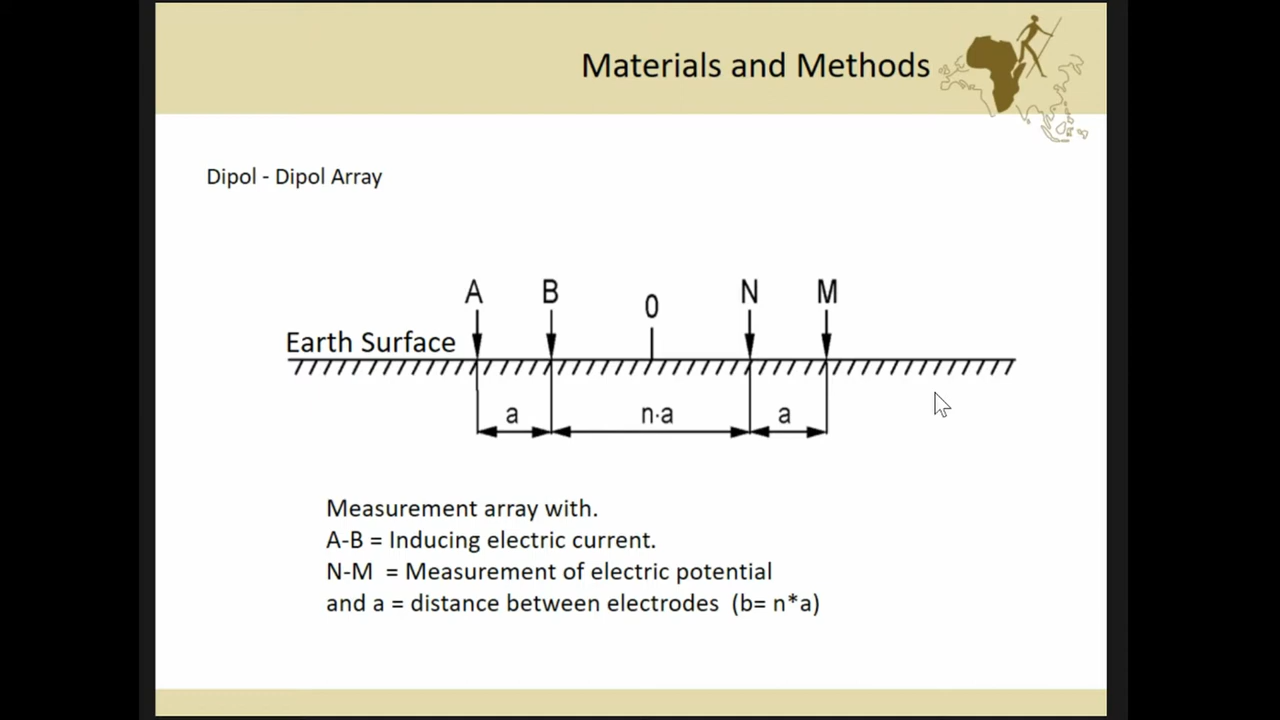 Materials and Methods
Dipol - Dipol Array
A B 0 N M
Earth Surface
a n·a a
Measurement array with.
A-B = Inducing electric current.
N-M = Measurement of electric potential
and a = distance between electrodes (b= n*a)